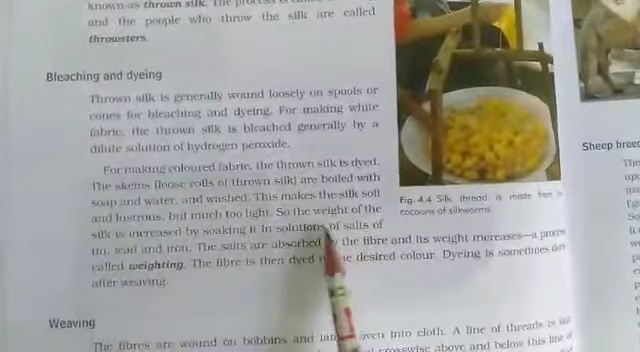 known as thrown silk. The process is
and the people who throw the silk are called
throwsters.
Bleaching and dyeing
Thrown silk is generally wound loosely on spools or
cones for bleaching and dyeing. For making white
fabric, the thrown silk is bleached generally by a
dilute solution of hydrogen peroxide.
For making coloured fabric, the thrown silk is dyed.
The skeins (loose coils of thrown silk) are boiled with
soap and water, and washed. This makes the silk soft
and lustrous, but much too light. So the weight of the
silk is increased by soaking it in solutions of salts of
tin, lead and iron. The salts are absorbed the fibre and its weight increases—a process
called weighting. The fibre is then dyed desired colour. Dyeing is sometimes
after weaving.
Fig. 4.4 Silk thread is made from
cocoons of silkworms.
Weaving
The fibres are wound on bobbins and into cloth. A line of threads is
crosswise above and below this line of
Sheep breed
The